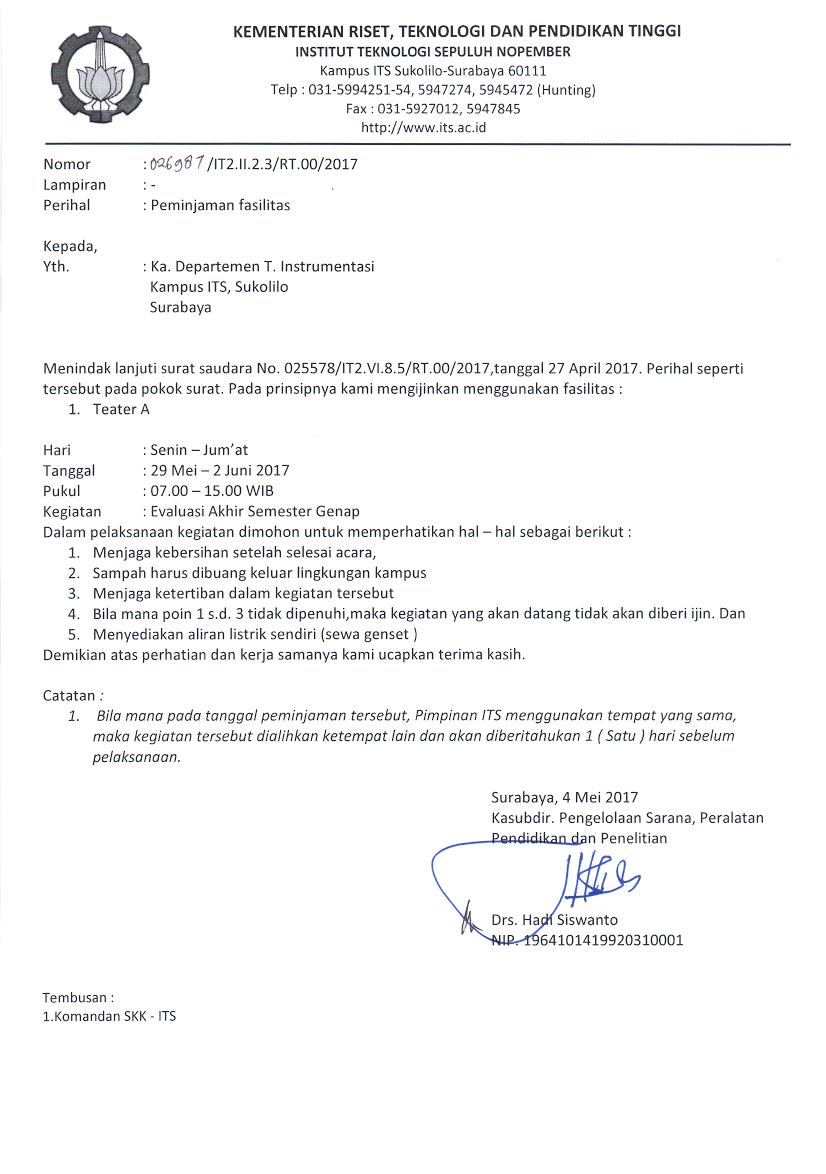 KEMENTERIAN RISET, TEKNOLOGI DAN PENDIDIKAN TINGGI
INSTITUT TEKNOLOGI SEPULUH NOPEMBER
Kampus ITS Sukolilo-Surabaya 60111
Telp : 031-5994251-54, 5947274, 5945472 (Hunting)
Fax : 031-5927012, 5947845
http://www.its.ac.id
Nomor : 026987/IT2.II.2.3/RT.00/2017
Lampiran : -
Perihal : Peminjaman fasilitas
Kepada,
Yth. : Ka. Departemen T. Instrumentasi
Kampus ITS, Sukolilo
Surabaya
Menindak lanjuti surat saudara No. 025578/IT2.VI.8.5/RT.00/2017,tanggal 27 April 2017. Perihal seperti
tersebut pada pokok surat. Pada prinsipnya kami mengijinkan menggunakan fasilitas :
1. Teater A
Hari : Senin – Jum’at
Tanggal : 29 Mei – 2 Juni 2017
Pukul : 07.00 – 15.00 WIB
Kegiatan : Evaluasi Akhir Semester Genap
Dalam pelaksanaan kegiatan dimohon untuk memperhatikan hal – hal sebagai berikut :
1. Menjaga kebersihan setelah selesai acara,
2. Sampah harus dibuang keluar lingkungan kampus
3. Menjaga ketertiban dalam kegiatan tersebut
4. Bila mana poin 1 s.d. 3 tidak dipenuhi,maka kegiatan yang akan datang tidak akan diberi ijin. Dan
5. Menyediakan aliran listrik sendiri (sewa genset )
Demikian atas perhatian dan kerja samanya kami ucapkan terima kasih.
Catatan :
1. Bila mana pada tanggal peminjaman tersebut, Pimpinan ITS menggunakan tempat yang sama,
maka kegiatan tersebut dialihkan ketempat lain dan akan diberitahukan 1 ( Satu ) hari sebelum
pelaksanaan.
Surabaya, 4 Mei 2017
Kasubdir. Pengelolaan Sarana, Peralatan
Pendidikan dan Penelitian
Drs. Hadi Siswanto
NIP. 1964101419920310001
Tembusan :
1.Komandan SKK - ITS